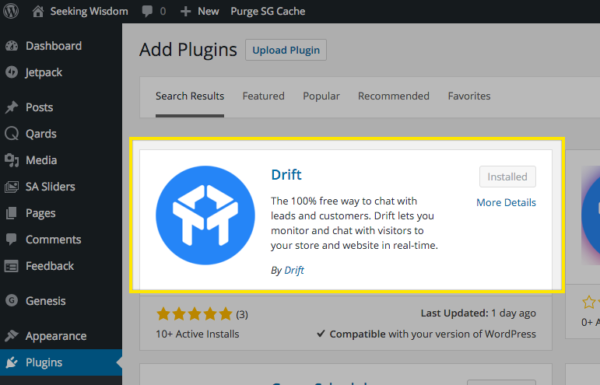 Seeking Wisdom 0 + New Purge SG Cache
Dashboard
Jetpack
Posts
Qards
Media
SA Sliders
Pages
Comments
Feedback
Genesis
Appearance
Plugins
Add Plugins Upload Plugin
Search Results Featured Popular Recommended Favorites
Drift
Installed
More Details
The 100% free way to chat with
leads and customers. Drift lets you
monitor and chat with visitors to
your store and website in real-time.
By Drift
(3)
Last Updated: 1 day ago
10+ Active Installs
Compatible with your version of WordPress
0+ A